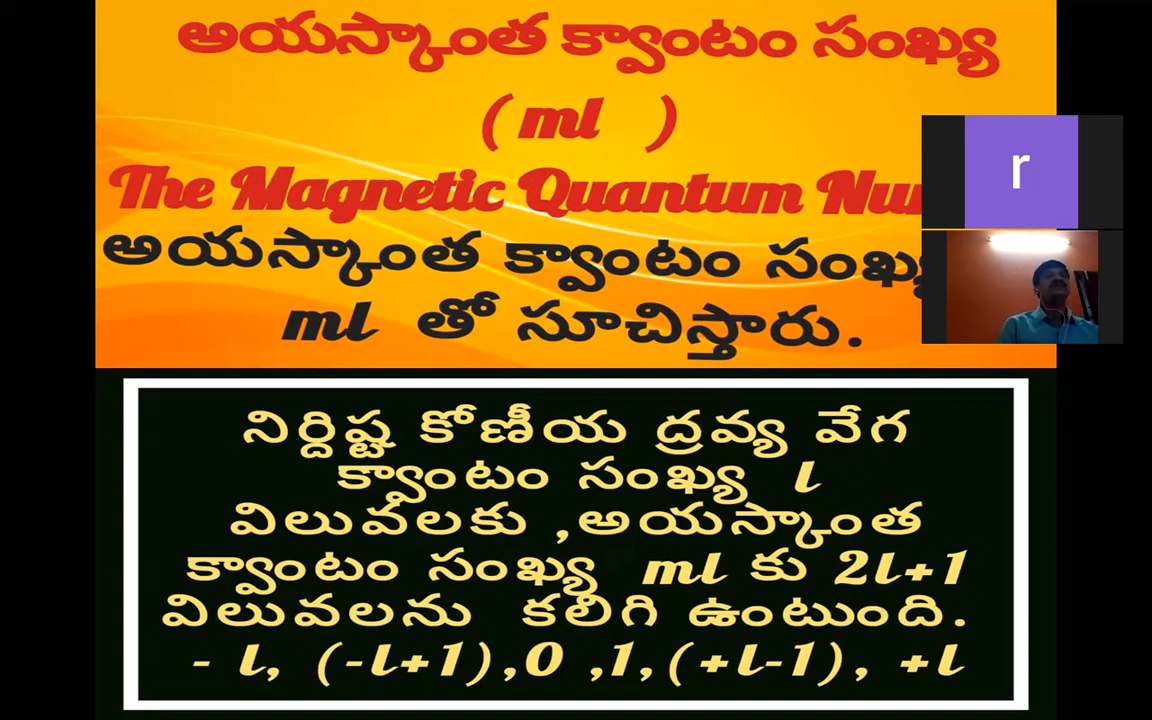 అయస్కాంత క్వాంటం సంఖ్య
( ml )
The Magnetic Quantum
అయస్కాంత క్వాంటం సంఖ్య
ml తో సూచిస్తారు.
r
నిర్దిష్ట కోణీయ ద్రవ్య వేగ
క్వాంటం సంఖ్య l
విలువలకు ,అయస్కాంత
క్వాంటం సంఖ్య ml కు 2l+1
విలువలను కలిగి ఉంటుంది.
- l, (-l+1),0 ,1,(+l-1), +l